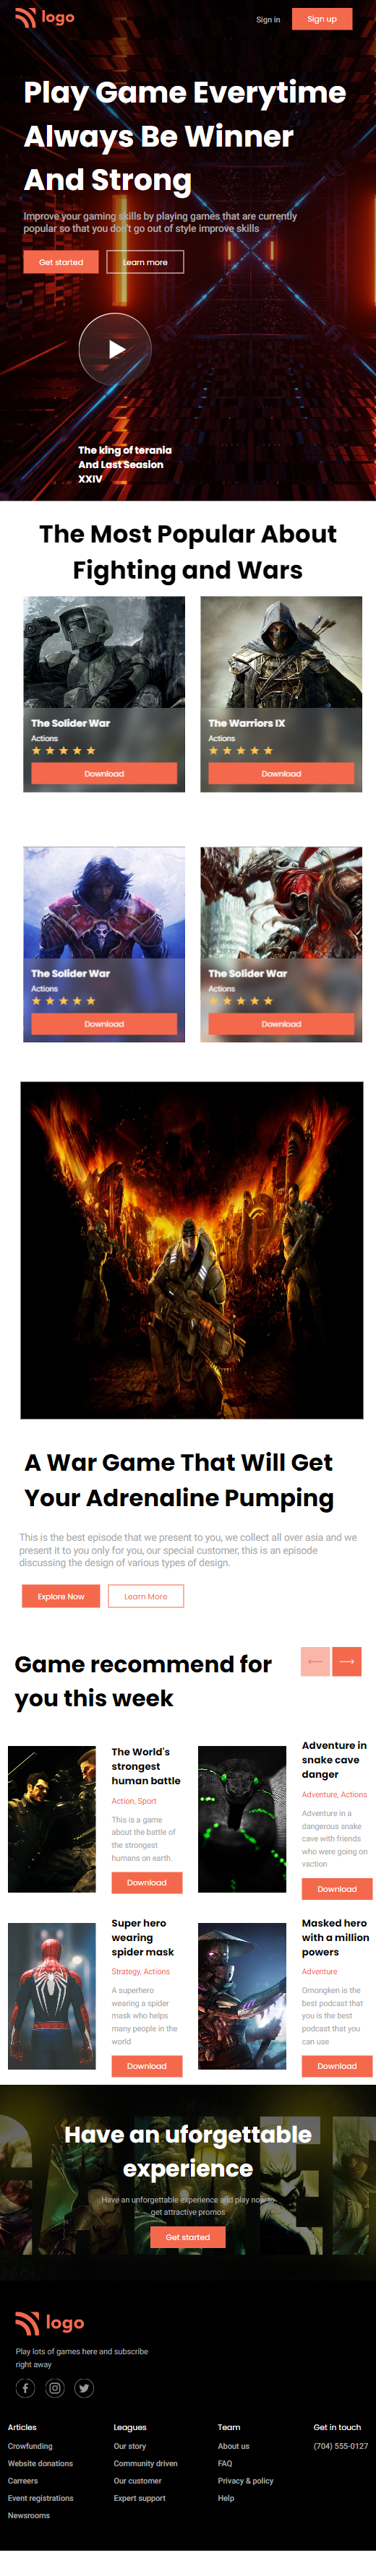 logo
Sign in
Sign up
Play Game Everytime
Always Be Winner
And Strong
Improve your gaming skills by playing games that are currently
popular so that you don't go out of style improve skills
Get started
Learn more
The king of terania
And Last Seasion
XXIV
The Most Popular About
Fighting and Wars
The Solider War
Actions
Download
The Warriors IX
Actions
Download
The Solider War
Actions
Download
The Solider War
Actions
Download
A War Game That Will Get
Your Adrenaline Pumping
This is the best episode that we present to you, we collect all over asia and we
present it to you only for you, our special customer, this is an episode
discussing the design of various types of design.
Explore Now
Learn More
Game recommend for
you this week
The World's
strongest
human battle
Action, Sport
This is a game
about the battle of
the strongest
humans on earth.
Download
Adventure in
snake cave
danger
Adventure, Actions
Adventure in a
dangerous snake
cave with friends
who were going on
vaction
Download
Super hero
wearing
spider mask
Strategy, Actions
A superhero
wearing a spider
mask who helps
many people in the
world
Download
Masked hero
with a million
powers
Adventure
Omongken is the
best podcast that
you is the best
podcast that you
can use
Download
Have an uforgettable
experience
Have an unforgettable experience and play now to
get attractive promos
Get started
logo
Play lots of games here and subscribe
right away
Articles
Crowfunding
Website donations
Carreers
Event registrations
Newsrooms
Leagues
Our story
Community driven
Our customer
Expert support
Team
About us
FAQ
Privacy & policy
Help
Get in touch
(704) 555-0127